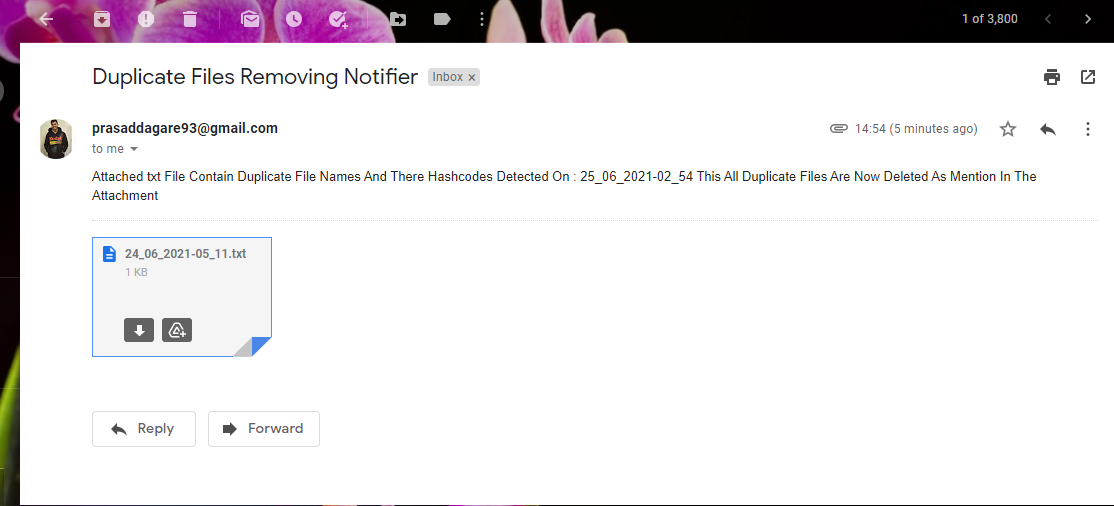 1 of 3,800
Duplicate Files Removing Notifier Inbox ×
prasaddagare93@gmail.com 14:54 (5 minutes ago)
to me
Attached txt File Contain Duplicate File Names And There Hashcodes Detected On : 25_06_2021-02_54 This All Duplicate Files Are Now Deleted As Mention In The
Attachment
24_06_2021-05_11.txt
1 KB
Reply Forward